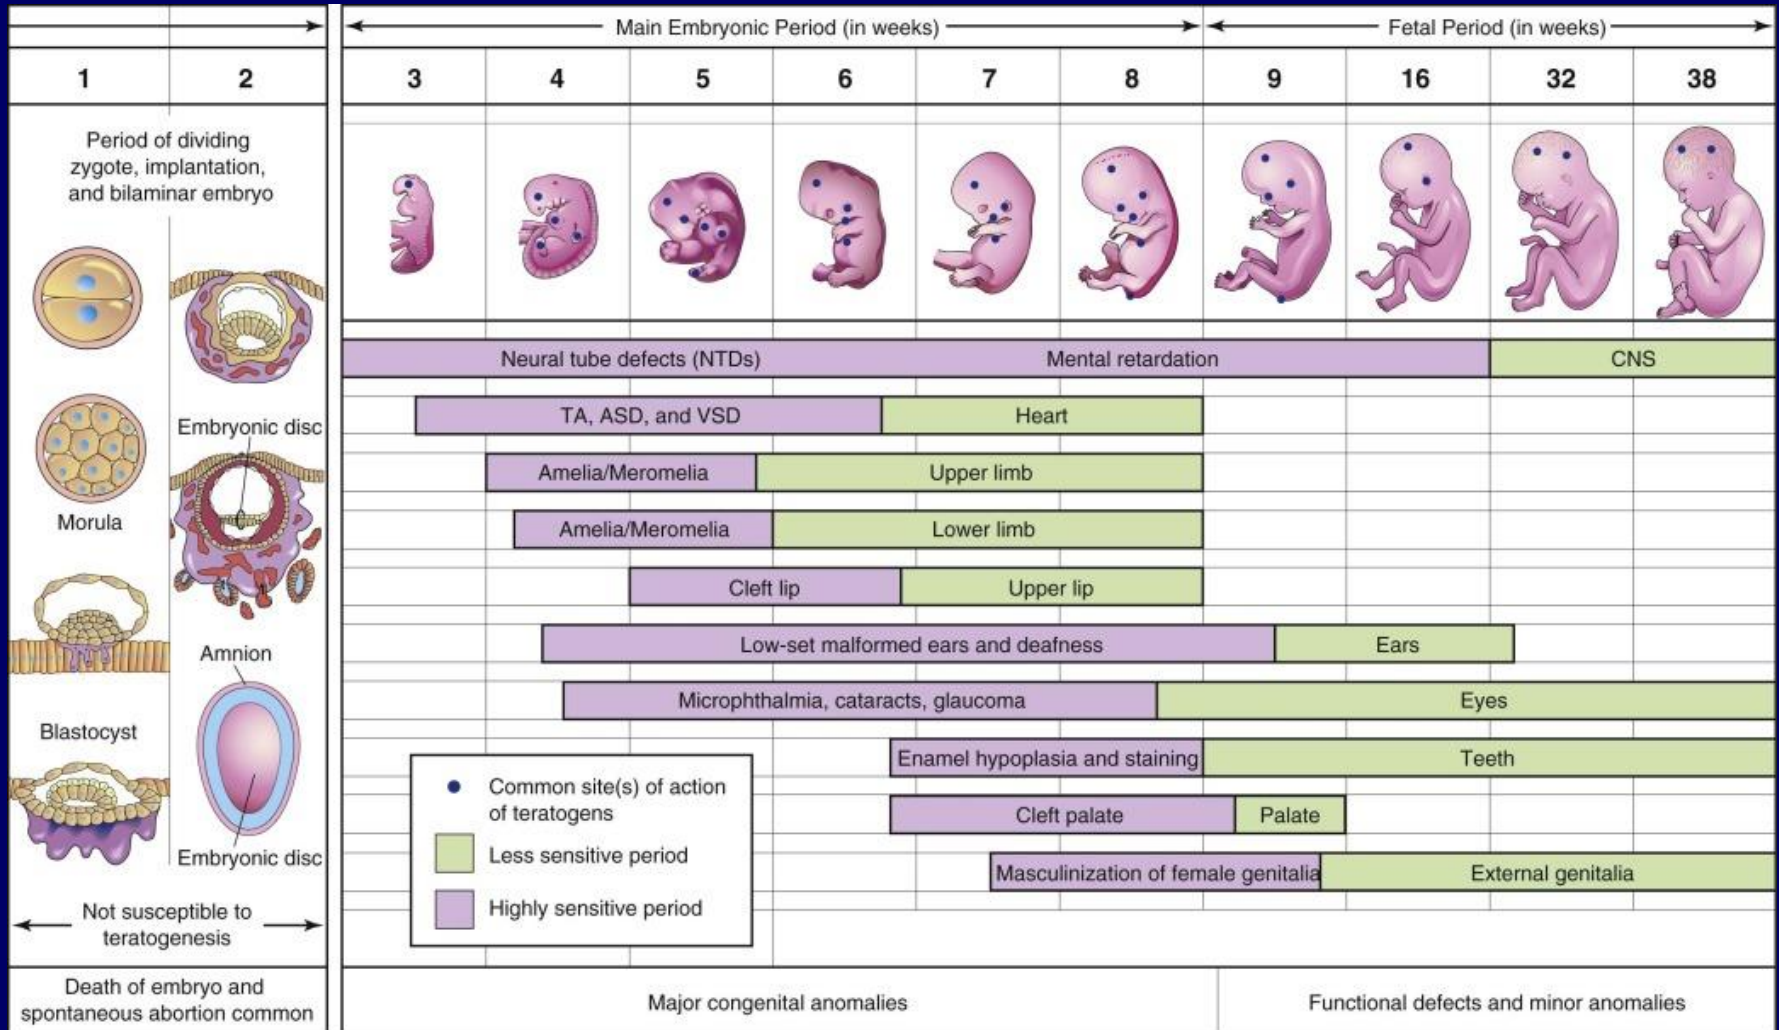 Main Embryonic Period (in weeks)
Fetal Period (in weeks)
1
2
3
4
5
6
7
8
9
16
32
38
Period of dividing
zygote, implantation,
and bilaminar embryo
Embryonic disc
Morula
Amnion
Blastocyst
Embryonic disc
Not susceptible to
teratogenesis
Death of embryo and
spontaneous abortion common
Neural tube defects (NTDs)
Mental retardation
CNS
TA, ASD, and VSD
Heart
Amelia/Meromelia
Upper limb
Amelia/Meromelia
Lower limb
Cleft lip
Upper lip
Low-set malformed ears and deafness
Ears
Microphthalmia, cataracts, glaucoma
Eyes
Enamel hypoplasia and staining
Teeth
Cleft palate
Palate
Masculinization of female genitalia
External genitalia
Common site(s) of action
of teratogens
Less sensitive period
Highly sensitive period
Major congenital anomalies
Functional defects and minor anomalies